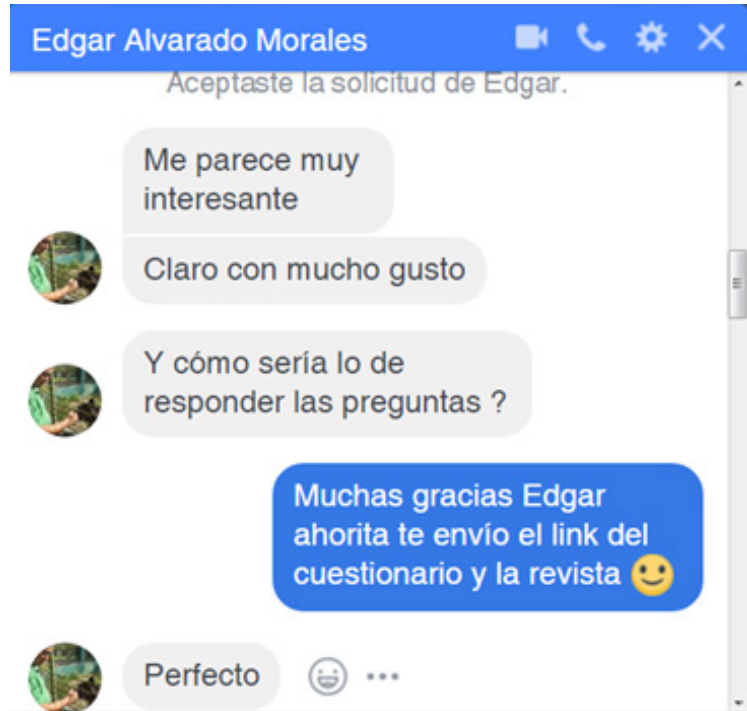 Edgar Alvarado Morales
Aceptaste la solicitud de Edgar.
Me parece muy
interesante
Claro con mucho gusto
Y cómo sería lo de
responder las preguntas ?
Muchas gracias Edgar
ahorita te envío el link del
cuestionario y la revista 🙂
Perfecto